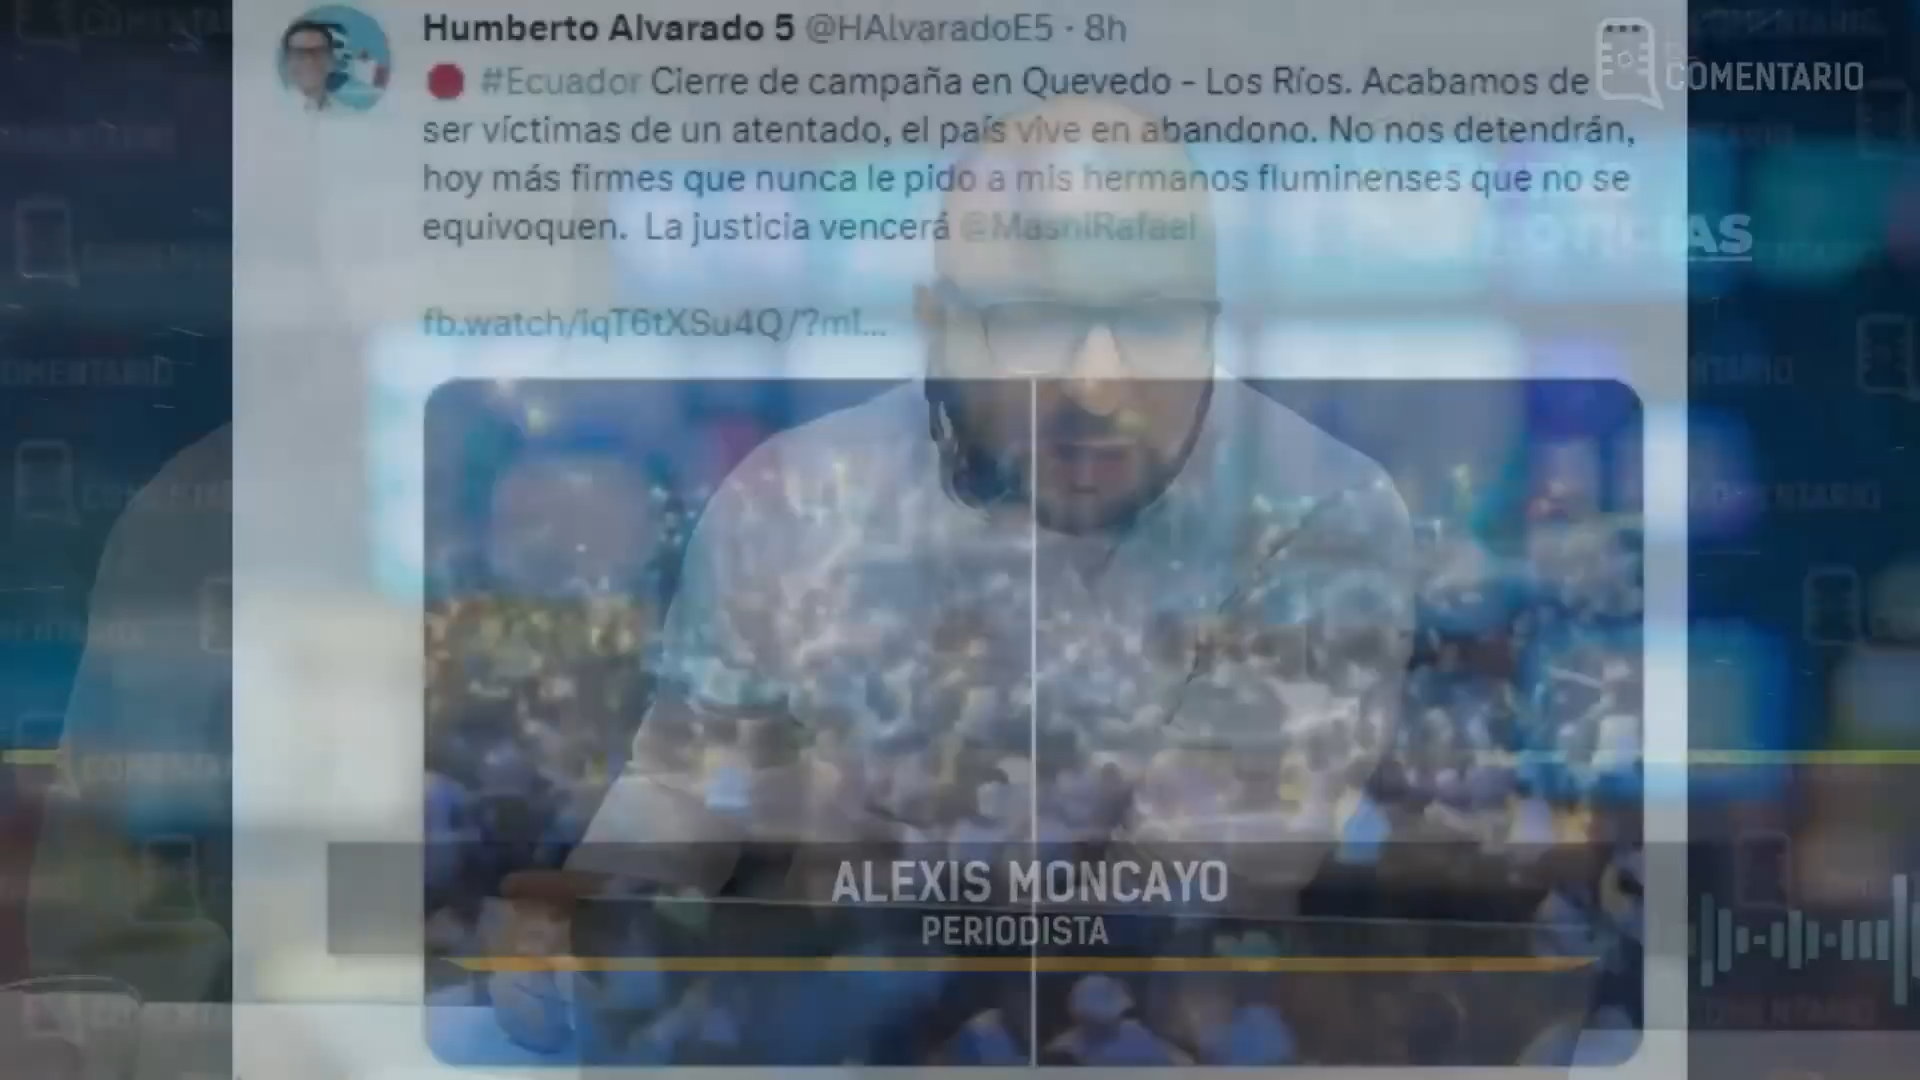 Humberto Alvarado 5 @HAlvaradoE5 · 8h
#Ecuador Cierre de campaña en Quevedo - Los Ríos. Acabamos de
ser víctimas de un atentado, el país vive en abandono. No nos detendrán,
hoy más firmes que nunca le pido a mis hermanos fluminenses que no se
equivoquen. La justicia vencerá @MashiRafael
fb.watch/iqT6tXSu4Q/?mi...
COMENTARIO
NOTICIAS
ALEXIS MONCAYO
PERIODISTA